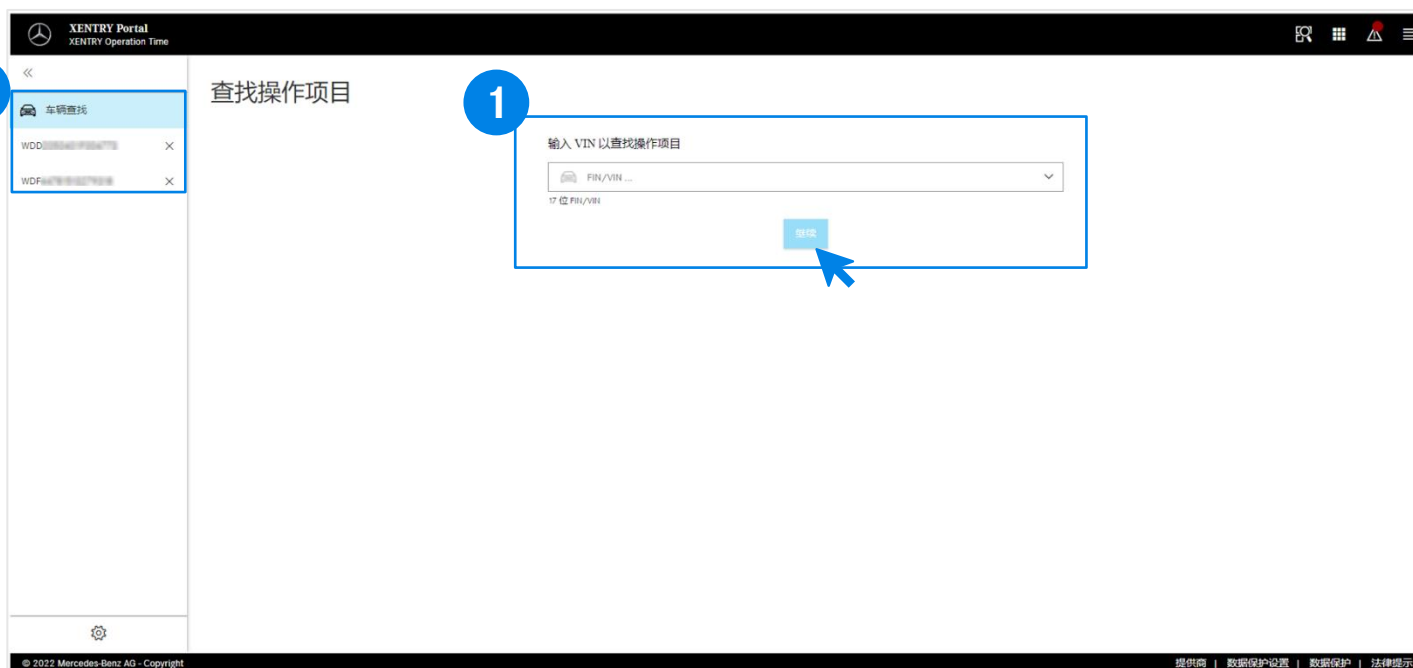 XENTRY Portal
XENTRY Operation Time
车辆查找
WDD
WDF
查找操作项目
1
输入 VIN 以查找操作项目
FIN/VIN ...
17 位 FIN/VIN
继续
© 2022 Mercedes-Benz AG - Copyright
提供商 | 数据保护设置 | 数据保护 | 法律提示